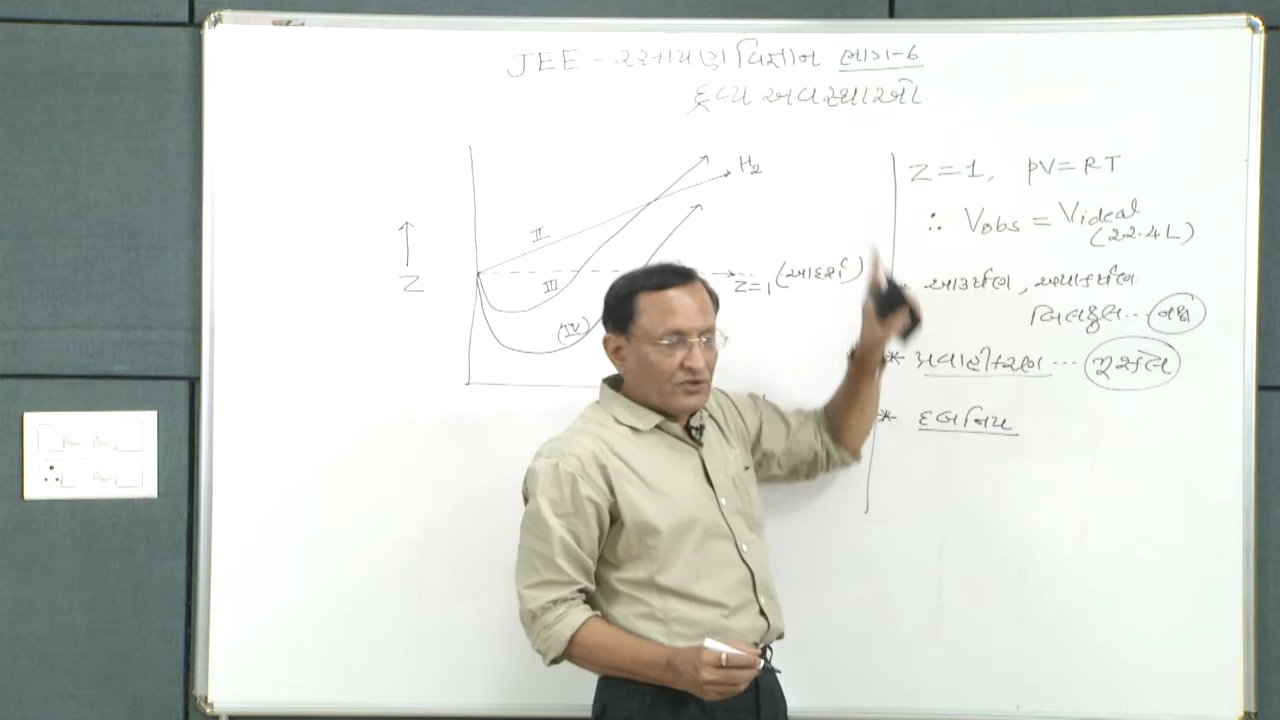 JEE - રસાયણ વિજ્ઞાન ભાગ-6
દ્રવ્ય અવસ્થાઓ.
Z
II
III
(IV)
H2
Z=1 (આદર્શ)
Z=1, PV=RT
∴ Vobs = Videal
(22.4L)
* આકર્ષણ, અપાકર્ષણ
બિલકુલ... નહિ
* પ્રવાહીકરણ ...
* દબનિય